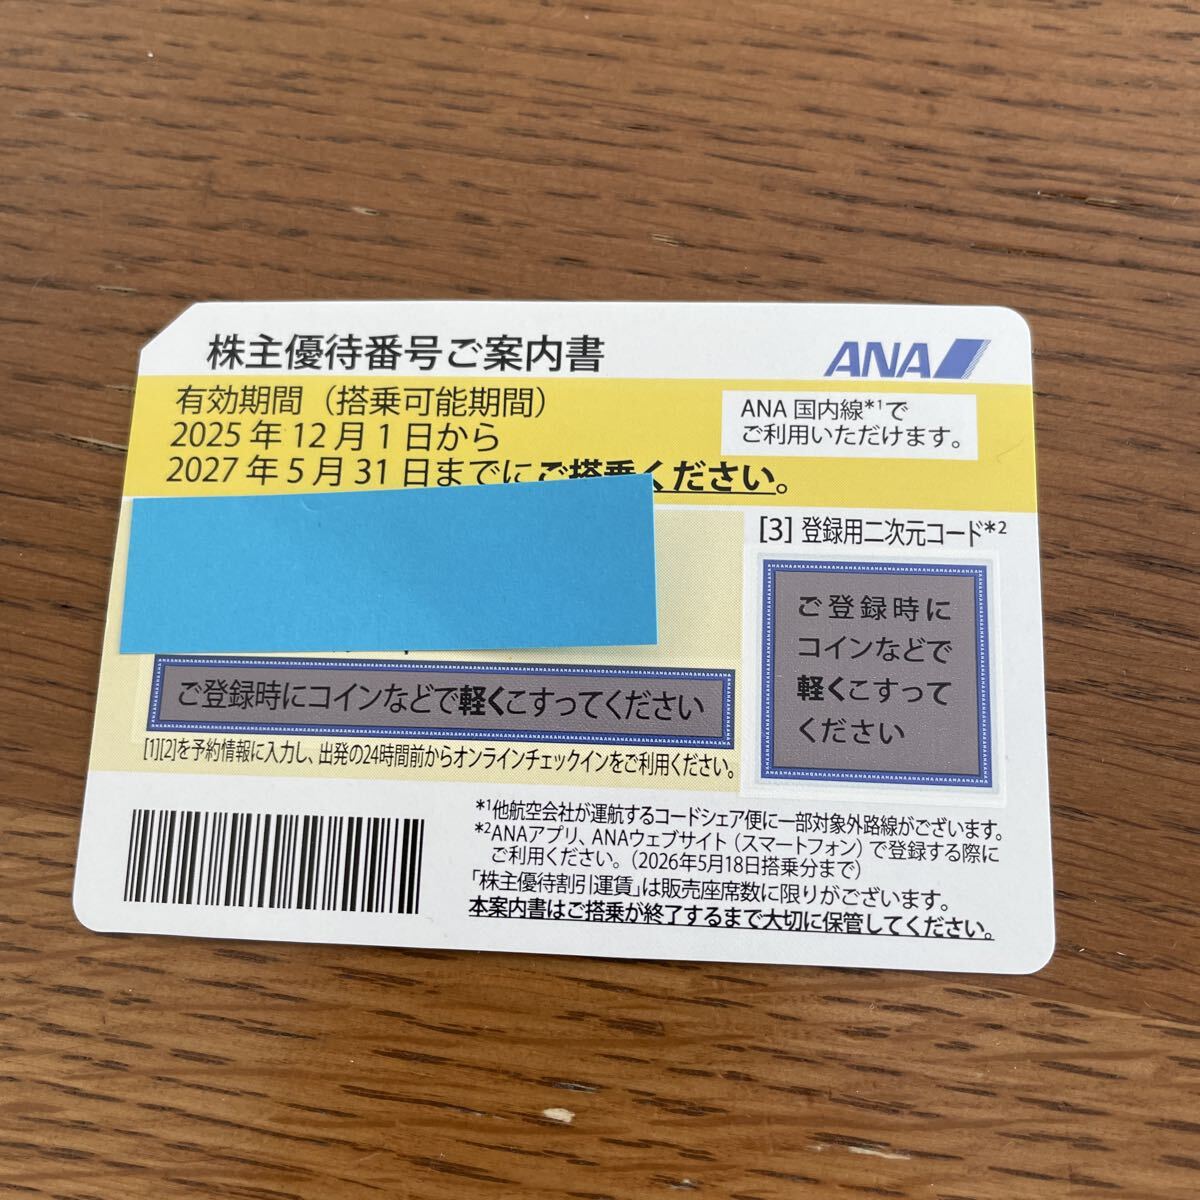 株主優待番号ご案内書
ANA
有効期間（搭乗可能期間）
2025年12月1日から
2027年5月31日までにご搭乗ください。
ANA国内線*1で
ご利用いただけます。
[3] 登録用二次元コード*2
ご登録時に
コインなどで
軽くこすって
ください
ご登録時にコインなどで軽くこすってください
[1][2]を予約情報に入力し、出発の24時間前からオンラインチェックインをご利用ください。
*1他航空会社が運航するコードシェア便に一部対象外路線がございます。
*2ANAアプリ、ANAウェブサイト（スマートフォン）で登録する際に
ご利用ください。（2026年5月18日搭乗分まで）
「株主優待割引運賃」は販売座席数に限りがございます。
本案内書はご搭乗が終了するまで大切に保管してください。